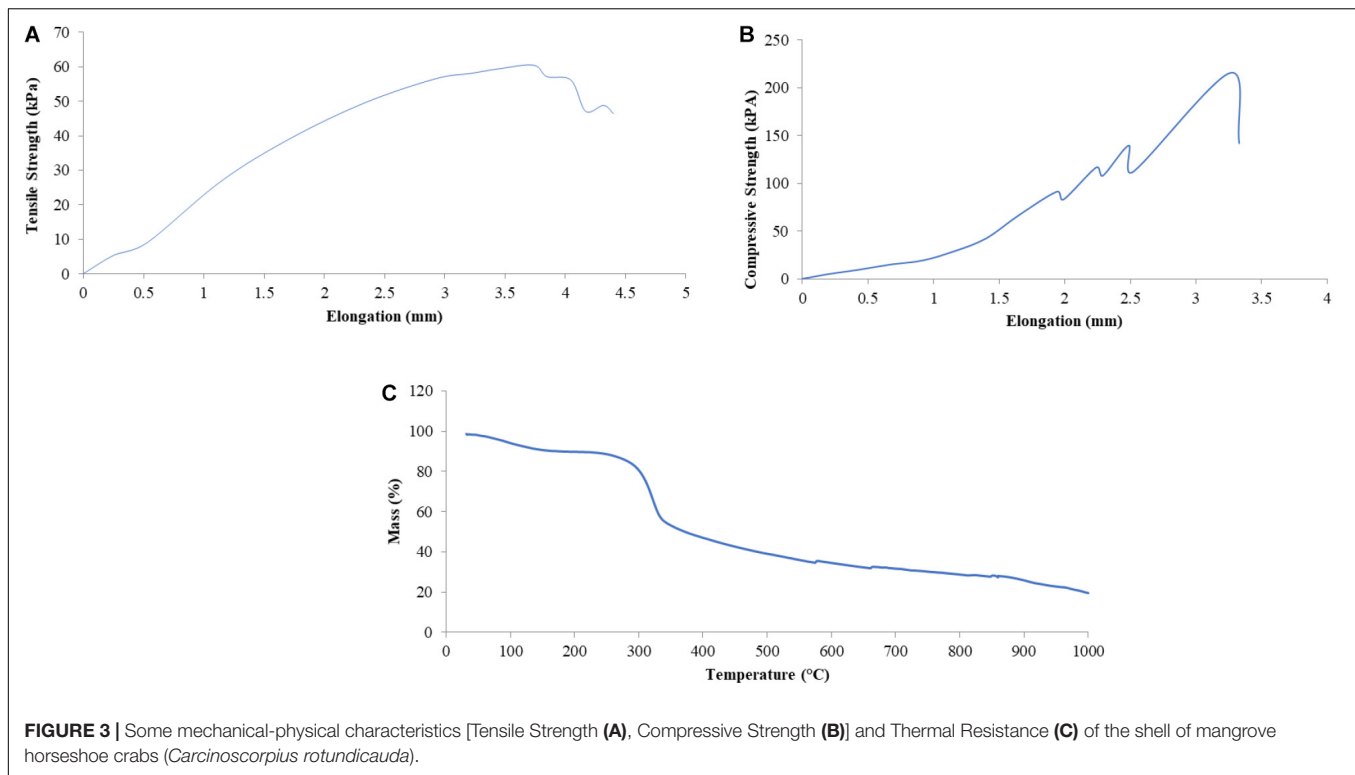 A
70
60
50
40
30
20
10
0
Tensile Strength (kPa)
0 0.5 1 1.5 2 2.5 3 3.5 4 4.5 5
Elongation (mm)
B
250
200
150
100
50
0
Compressive Strength (kPA)
0 0.5 1 1.5 2 2.5 3 3.5 4
Elongation (mm)
C
120
100
80
60
40
20
0
Mass (%)
0 100 200 300 400 500 600 700 800 900 1000
Temperature (°C)
FIGURE 3 | Some mechanical-physical characteristics [Tensile Strength (A), Compressive Strength (B)] and Thermal Resistance (C) of the shell of mangrove
horseshoe crabs (Carcinoscorpius rotundicauda).